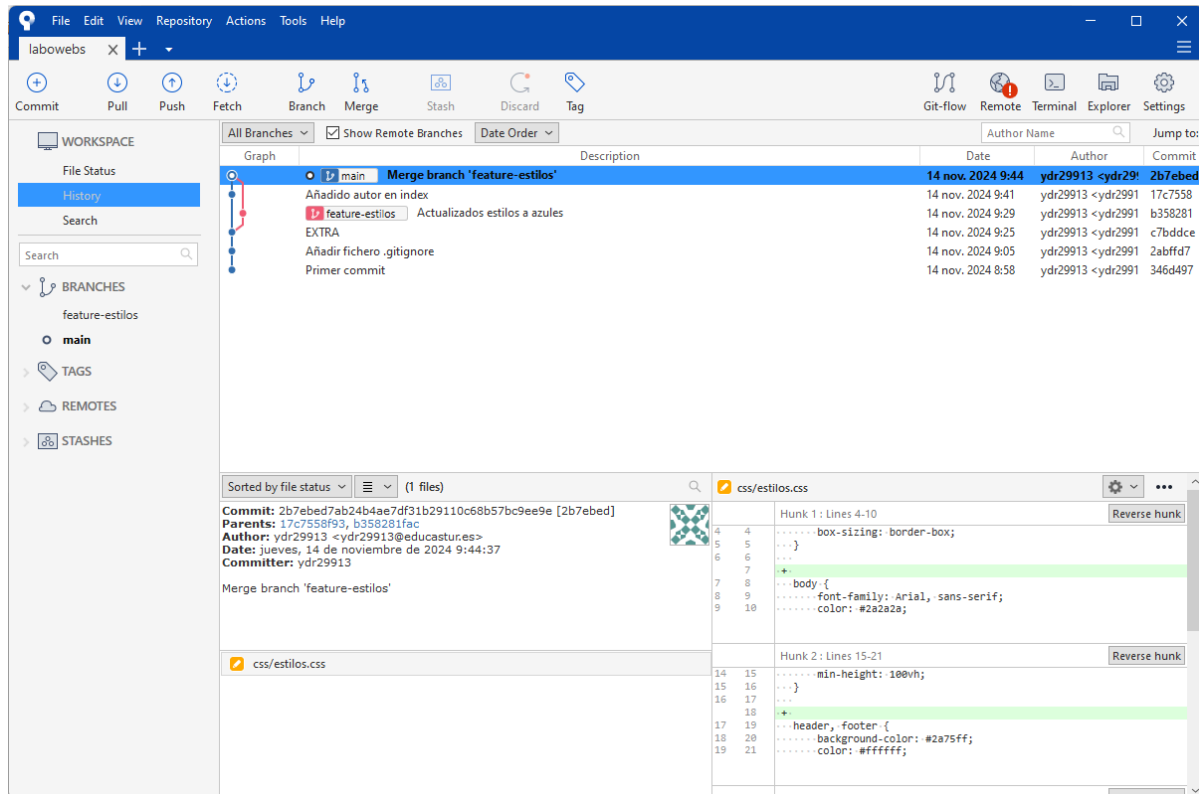 File Edit View Repository Actions Tools Help
labowebs
Commit Pull Push Fetch Branch Merge Stash Discard Tag Git-flow Remote Terminal Explorer Settings
WORKSPACE
File Status
History
Search
Search
BRANCHES
feature-estilos
main
TAGS
REMOTES
STASHES
All Branches Show Remote Branches Date Order Author Name Jump to:
Graph Description Date Author Commit
main Merge branch 'feature-estilos' 14 nov. 2024 9:44 ydr29913 <ydr29! 2b7ebed
Añadido autor en index 14 nov. 2024 9:41 ydr29913 <ydr2991 17c7558
feature-estilos Actualizados estilos a azules 14 nov. 2024 9:29 ydr29913 <ydr2991 b358281
EXTRA 14 nov. 2024 9:25 ydr29913 <ydr2991 c7bddce
Añadir fichero .gitignore 14 nov. 2024 9:05 ydr29913 <ydr2991 2abffd7
Primer commit 14 nov. 2024 8:58 ydr29913 <ydr2991 346d497
Sorted by file status (1 files)
Commit: 2b7ebed7ab24b4ae7df31b29110c68b57bc9ee9e [2b7ebed]
Parents: 17c7558f93, b358281fac
Author: ydr29913 <ydr29913@educastur.es>
Date: jueves, 14 de noviembre de 2024 9:44:37
Committer: ydr29913
Merge branch 'feature-estilos'
css/estilos.css
css/estilos.css
Hunk 1 : Lines 4-10 Reverse hunk
4 4 ·······box-sizing:·border-box;
5 5 ···}
6 6 ···
7 ·+·
7 8 ···body·{
8 9 ·······font-family:·Arial,·sans-serif;
9 10 ·······color:·#2a2a2a;
Hunk 2 : Lines 15-21 Reverse hunk
14 15 ·······min-height:·100vh;
15 16 ···}
16 17 ···
18 ·+·
17 19 ···header,·footer·{
18 20 ·······background-color:·#2a75ff;
19 21 ·······color:·#ffffff;